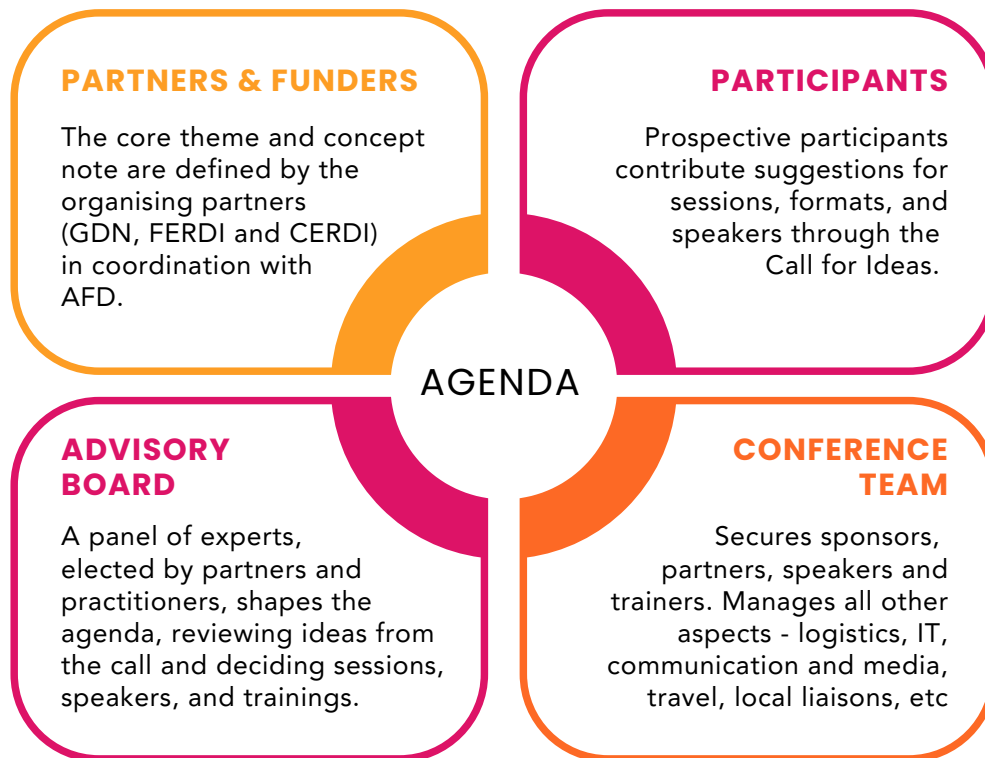 PARTNERS & FUNDERS
The core theme and concept
note are defined by the
organising partners
(GDN, FERDI and CERDI)
in coordination with
AFD.
PARTICIPANTS
Prospective participants
contribute suggestions for
sessions, formats, and
speakers through the
Call for Ideas.
AGENDA
ADVISORY
BOARD
A panel of experts,
elected by partners and
practitioners, shapes the
agenda, reviewing ideas from
the call and deciding sessions,
speakers, and trainings.
CONFERENCE
TEAM
Secures sponsors,
partners, speakers and
trainers. Manages all other
aspects - logistics, IT,
communication and media,
travel, local liaisons, etc